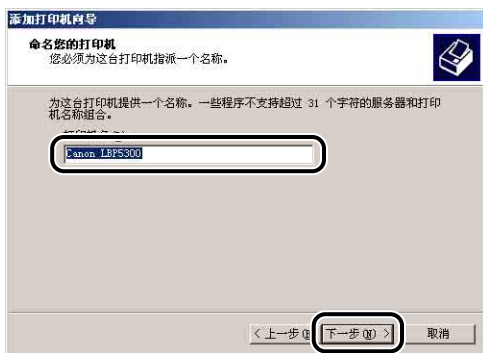 添加打印机向导
命名您的打印机
您必须为这台打印机指派一个名称。
为这台打印机提供一个名称。一些程序不支持超过 31 个字符的服务器和打印
机名称组合。
Canon LBP5300
< 上一步(B
下一步(N) >
取消